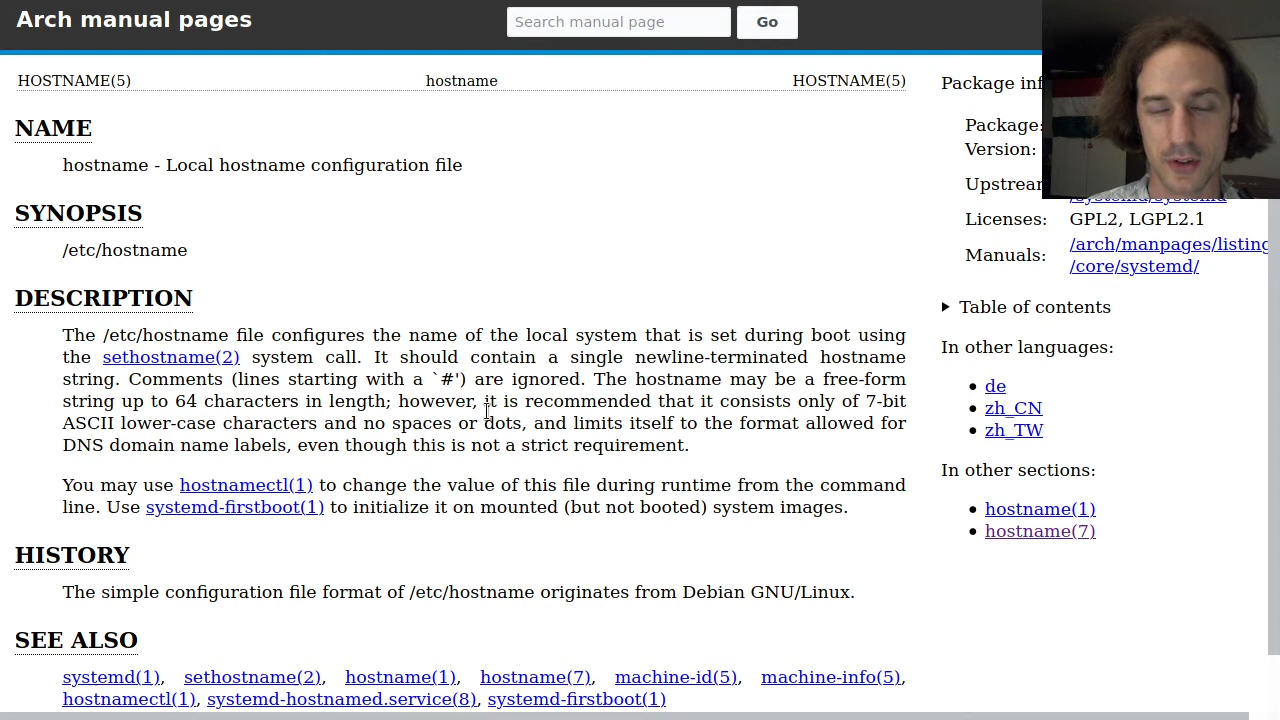 Arch manual pages
Search manual page
Go
HOSTNAME(5) hostname HOSTNAME(5)
NAME
hostname - Local hostname configuration file
SYNOPSIS
/etc/hostname
DESCRIPTION
The /etc/hostname file configures the name of the local system that is set during boot using
the sethostname(2) system call. It should contain a single newline-terminated hostname
string. Comments (lines starting with a `#') are ignored. The hostname may be a free-form
string up to 64 characters in length; however, it is recommended that it consists only of 7-bit
ASCII lower-case characters and no spaces or dots, and limits itself to the format allowed for
DNS domain name labels, even though this is not a strict requirement.
You may use hostnamectl(1) to change the value of this file during runtime from the command
line. Use systemd-firstboot(1) to initialize it on mounted (but not booted) system images.
HISTORY
The simple configuration file format of /etc/hostname originates from Debian GNU/Linux.
SEE ALSO
systemd(1), sethostname(2), hostname(1), hostname(7), machine-id(5), machine-info(5),
hostnamectl(1), systemd-hostnamed.service(8), systemd-firstboot(1)
Package inf
Package:
Version:
Upstrear
/systemd/systemd
Licenses: GPL2, LGPL2.1
Manuals: /arch/manpages/listing
/core/systemd/
Table of contents
In other languages:
de
zh_CN
zh_TW
In other sections:
hostname(1)
hostname(7)